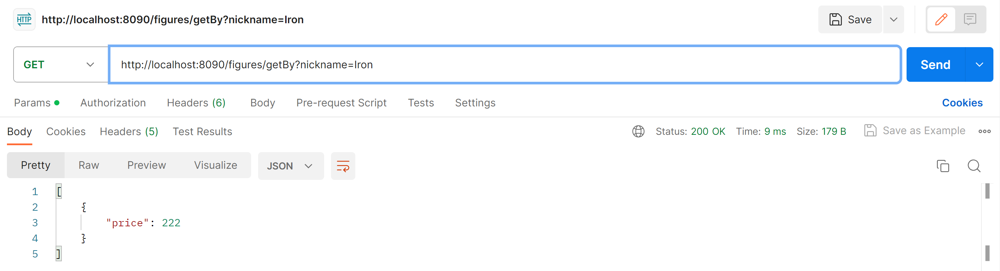 HTTP http://localhost:8090/figures/getBy?nickname=Iron Save
GET http://localhost:8090/figures/getBy?nickname=Iron Send
Params Authorization Headers (6) Body Pre-request Script Tests Settings Cookies
Body Cookies Headers (5) Test Results Status: 200 OK Time: 9 ms Size: 179 B Save as Example
Pretty Raw Preview Visualize JSON
1 [
2 {
3 "price": 222
4 }
5 ]